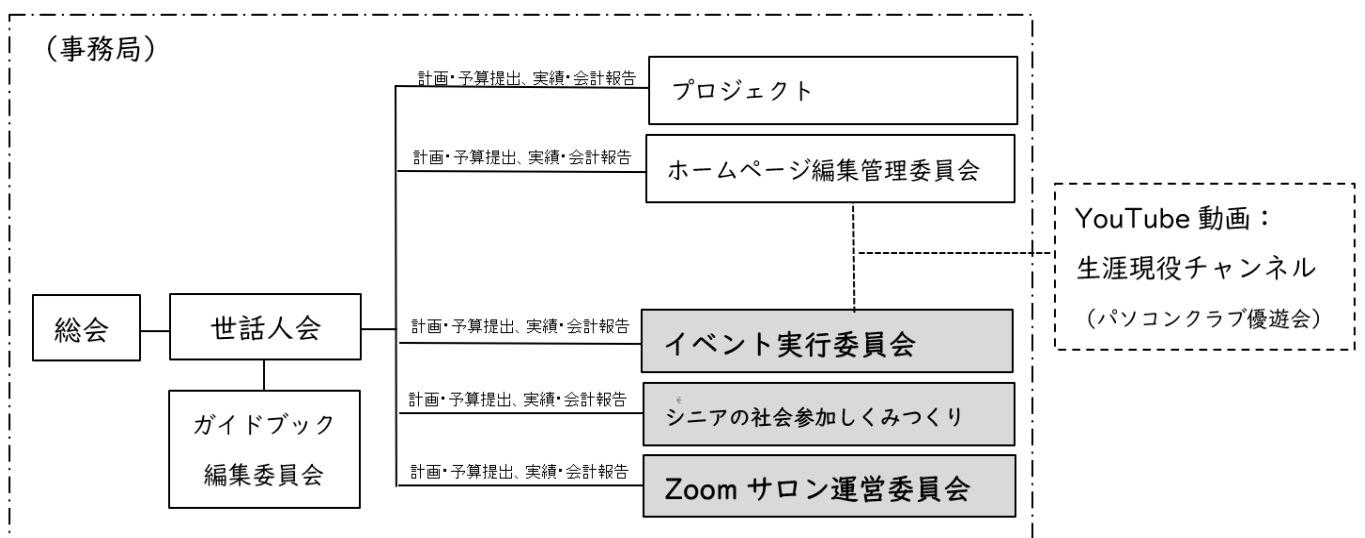 (事務局)
計画・予算提出、実績・会計報告
プロジェクト
計画・予算提出、実績・会計報告
ホームページ編集管理委員会
YouTube 動画：
生涯現役チャンネル
(パソコンクラブ優遊会)
総会
世話人会
計画・予算提出、実績・会計報告
イベント実行委員会
ガイドブック
編集委員会
計画・予算提出、実績・会計報告
シニアの社会参加しくみつくり
計画・予算提出、実績・会計報告
Zoom サロン運営委員会